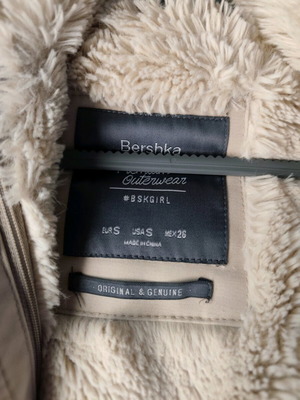 Bershka
Outerwear
#BSKGIRL
EUR S USA S MEX 26
MADE IN CHINA
ORIGINAL & GENUINE